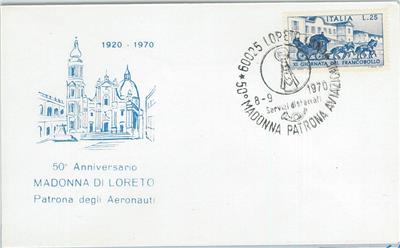 1920 - 1970
50° Anniversario
MADONNA DI LORETO
Patrona degli Aeronauti
ITALIA L.25
XI GIORNATA DEL FRANCOBOLLO
60025 LORETO
*50° MADONNA PATRONA AVIAZIONE
8-9 1970
Servizi distaccati